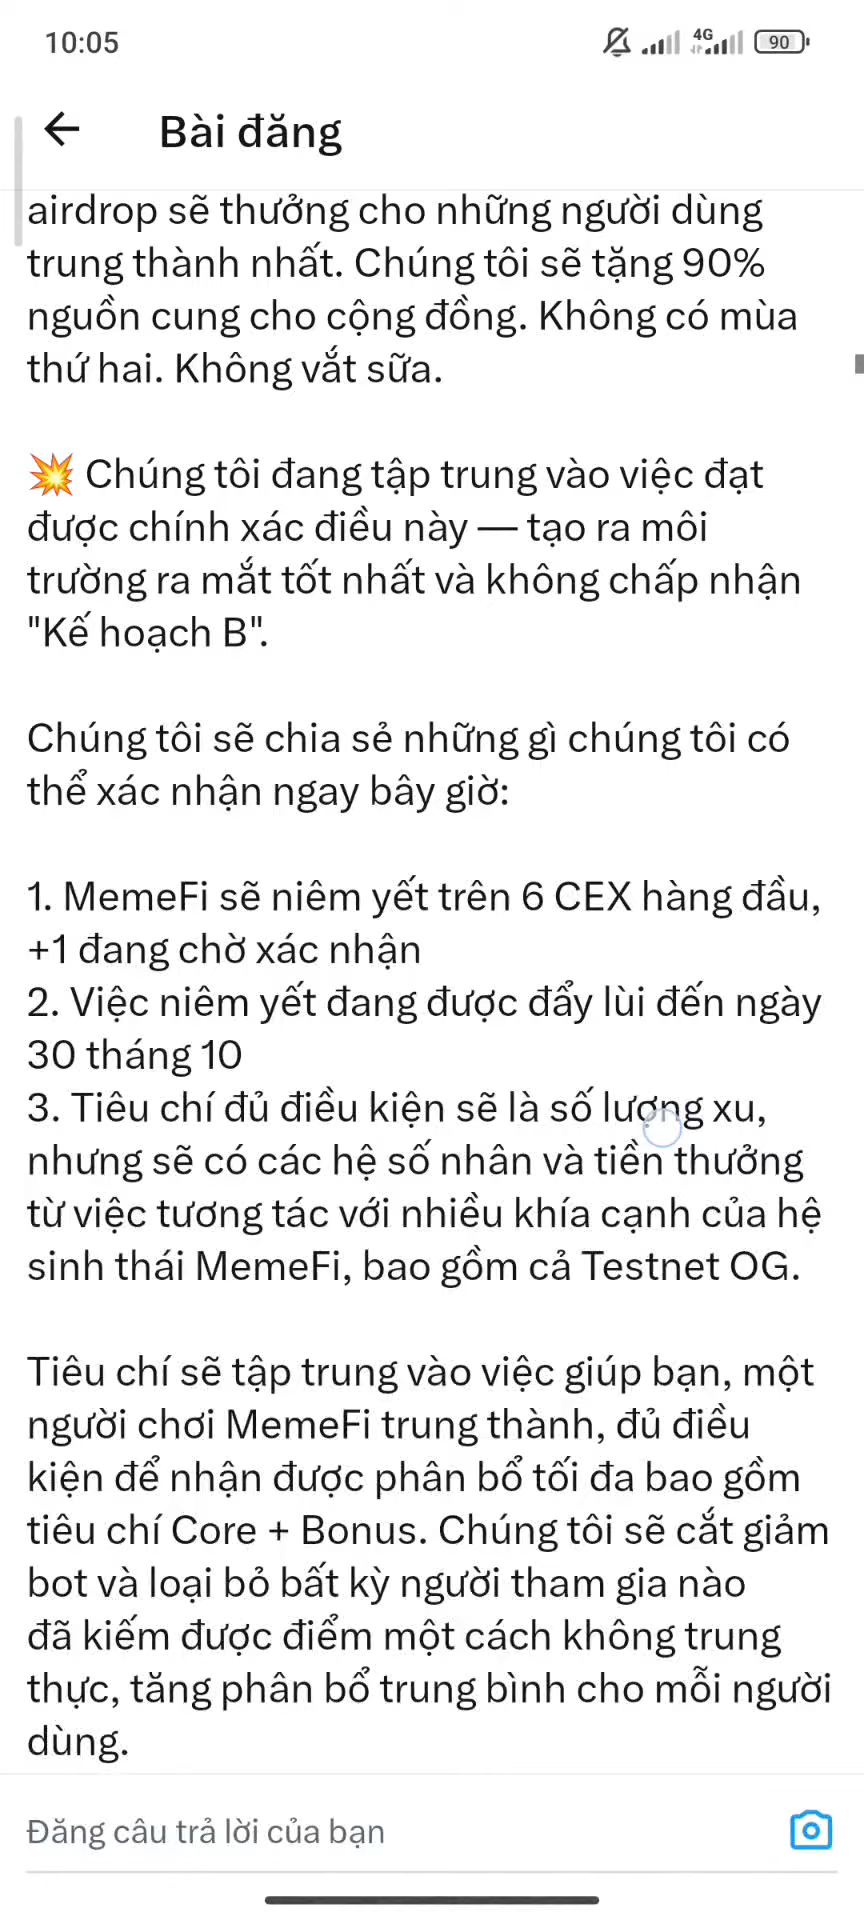 10:05
4G
90
Bài đăng
airdrop sẽ thưởng cho những người dùng
trung thành nhất. Chúng tôi sẽ tặng 90%
nguồn cung cho cộng đồng. Không có mùa
thứ hai. Không vắt sữa.
💥 Chúng tôi đang tập trung vào việc đạt
được chính xác điều này — tạo ra môi
trường ra mắt tốt nhất và không chấp nhận
"Kế hoạch B".
Chúng tôi sẽ chia sẻ những gì chúng tôi có
thể xác nhận ngay bây giờ:
1. MemeFi sẽ niêm yết trên 6 CEX hàng đầu,
+1 đang chờ xác nhận
2. Việc niêm yết đang được đẩy lùi đến ngày
30 tháng 10
3. Tiêu chí đủ điều kiện sẽ là số lượng xu,
nhưng sẽ có các hệ số nhân và tiền thưởng
từ việc tương tác với nhiều khía cạnh của hệ
sinh thái MemeFi, bao gồm cả Testnet OG.
Tiêu chí sẽ tập trung vào việc giúp bạn, một
người chơi MemeFi trung thành, đủ điều
kiện để nhận được phân bổ tối đa bao gồm
tiêu chí Core + Bonus. Chúng tôi sẽ cắt giảm
bot và loại bỏ bất kỳ người tham gia nào
đã kiếm được điểm một cách không trung
thực, tăng phân bổ trung bình cho mỗi người
dùng.
Đăng câu trả lời của bạn